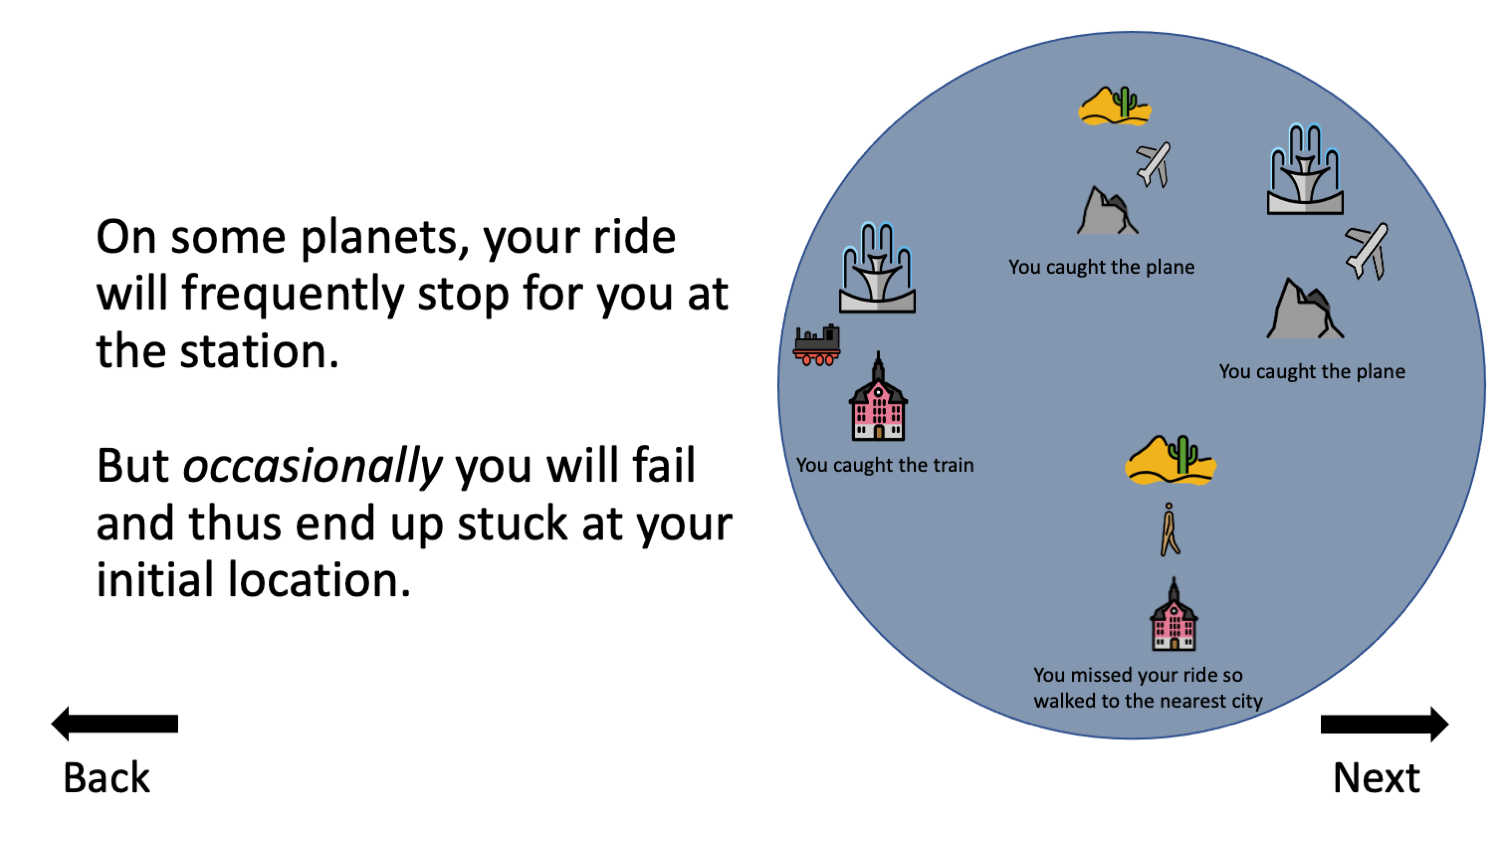 On some planets, your ride
will frequently stop for you at
the station.
But occasionally you will fail
and thus end up stuck at your
initial location.
You caught the plane
You caught the plane
You caught the train
You missed your ride so
walked to the nearest city
Back
Next